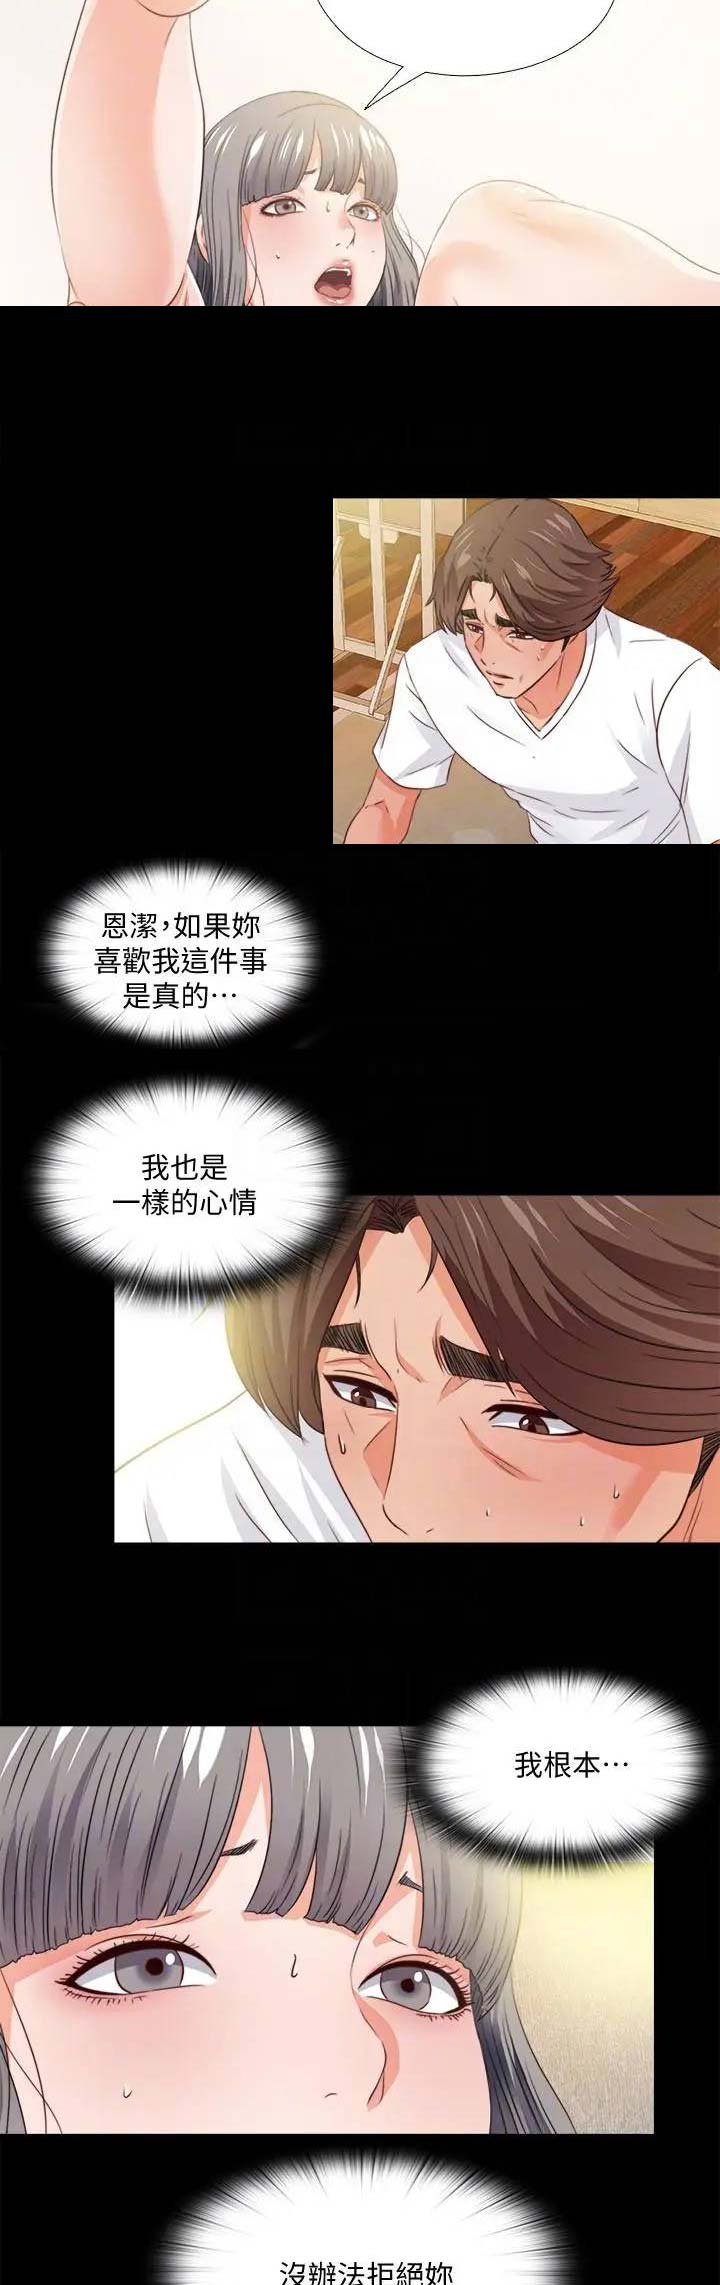 恩潔，如果妳
喜歡我這件事
是真的…
我也是
一樣的心情
我根本…
沒辦法拒絕妳